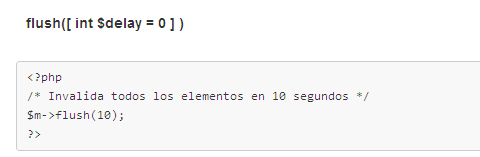 flush([ int $delay = 0 ] )
<?php
/* Invalida todos los elementos en 10 segundos */
$m->flush(10);
?>